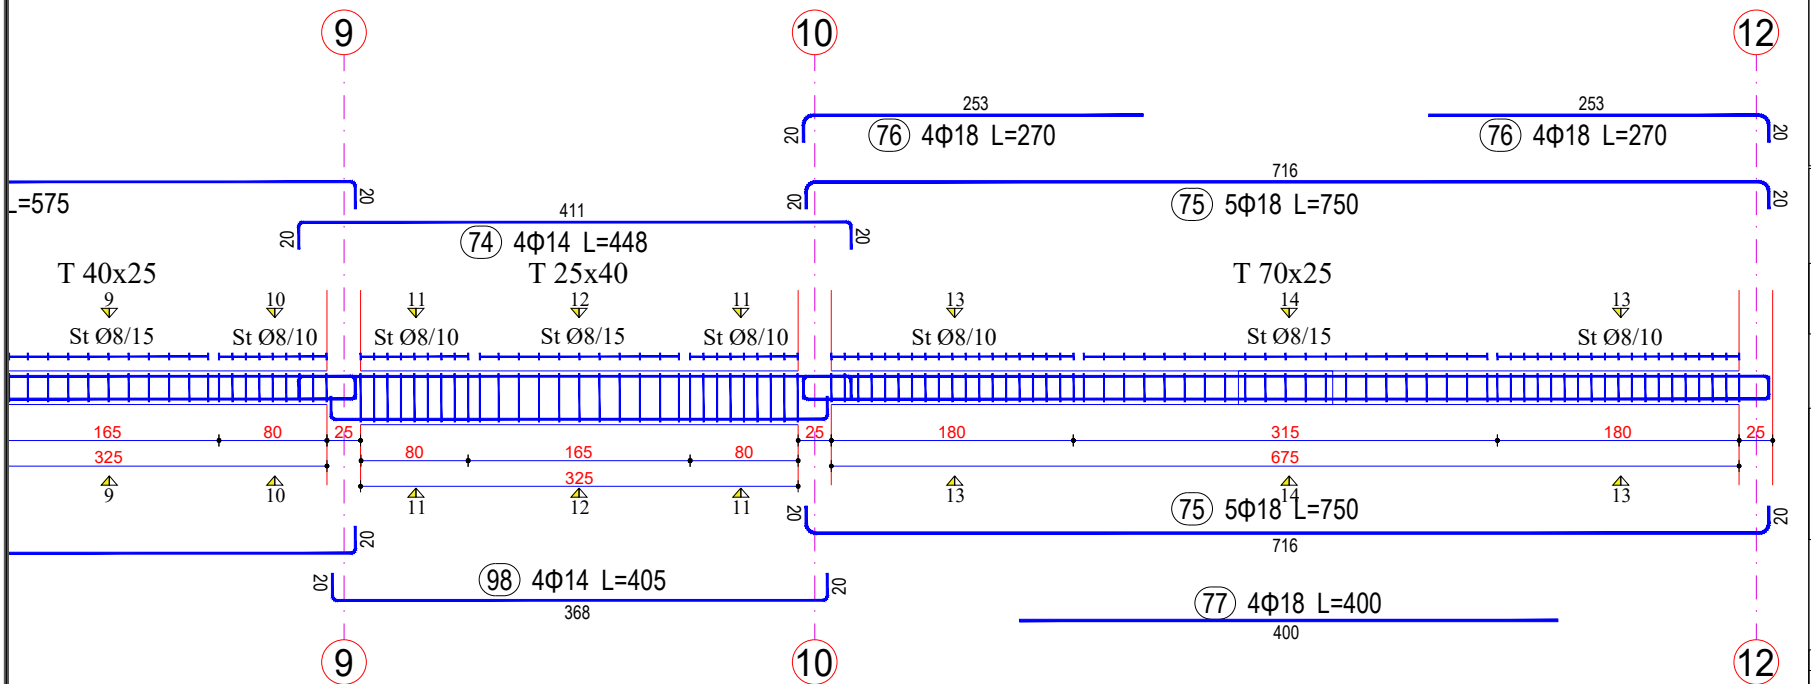 9 10 12
253 253
20 76 4Φ18 L=270 76 4Φ18 L=270 20
716
20 20 75 5Φ18 L=750 20
L=575
411
20 74 4Φ14 L=448 20
T 40x25 T 25x40 T 70x25
9 10 11 12 11 13 14 13
St Ø8/15 St Ø8/10 St Ø8/10 St Ø8/15 St Ø8/10 St Ø8/10 St Ø8/15 St Ø8/10
165 80 25 25 180 315 180 25
80 165 80
325 675
325
9 10 11 12 11 13 14 13
20 20 75 5Φ18 L=750 20
716
20 98 4Φ14 L=405 20
368
77 4Φ18 L=400
400
9 10 12